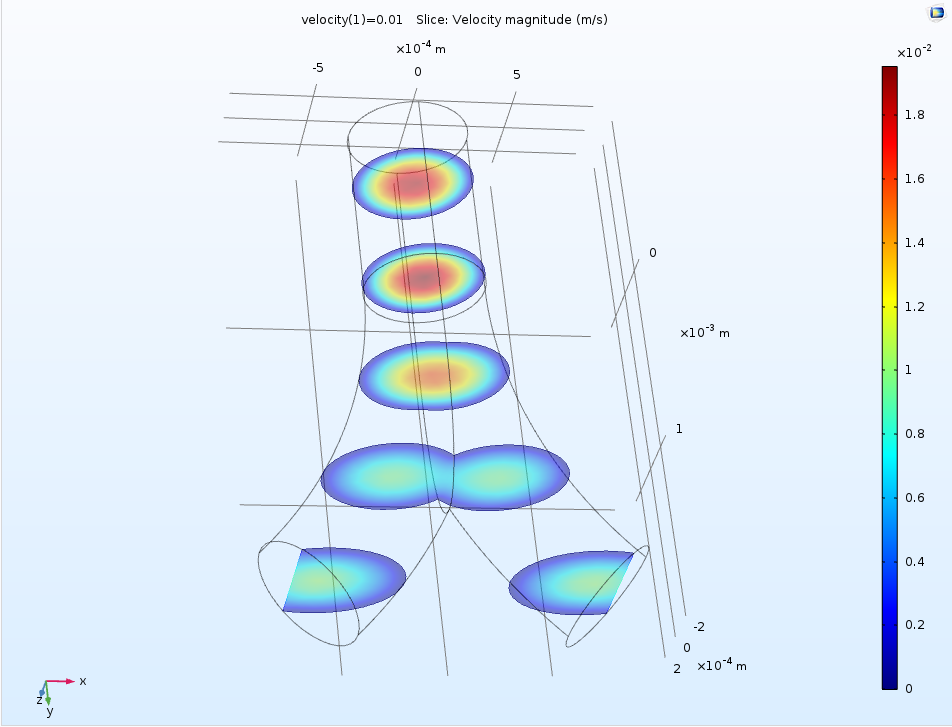 velocity(1)=0.01 Slice: Velocity magnitude (m/s)
×10⁻⁴ m
-5 0 5
×10⁻²
1.8
1.6
1.4
1.2
1
0.8
0.6
0.4
0.2
0
0
×10⁻³ m
1
-2
0
2 ×10⁻⁴ m
x
z
y